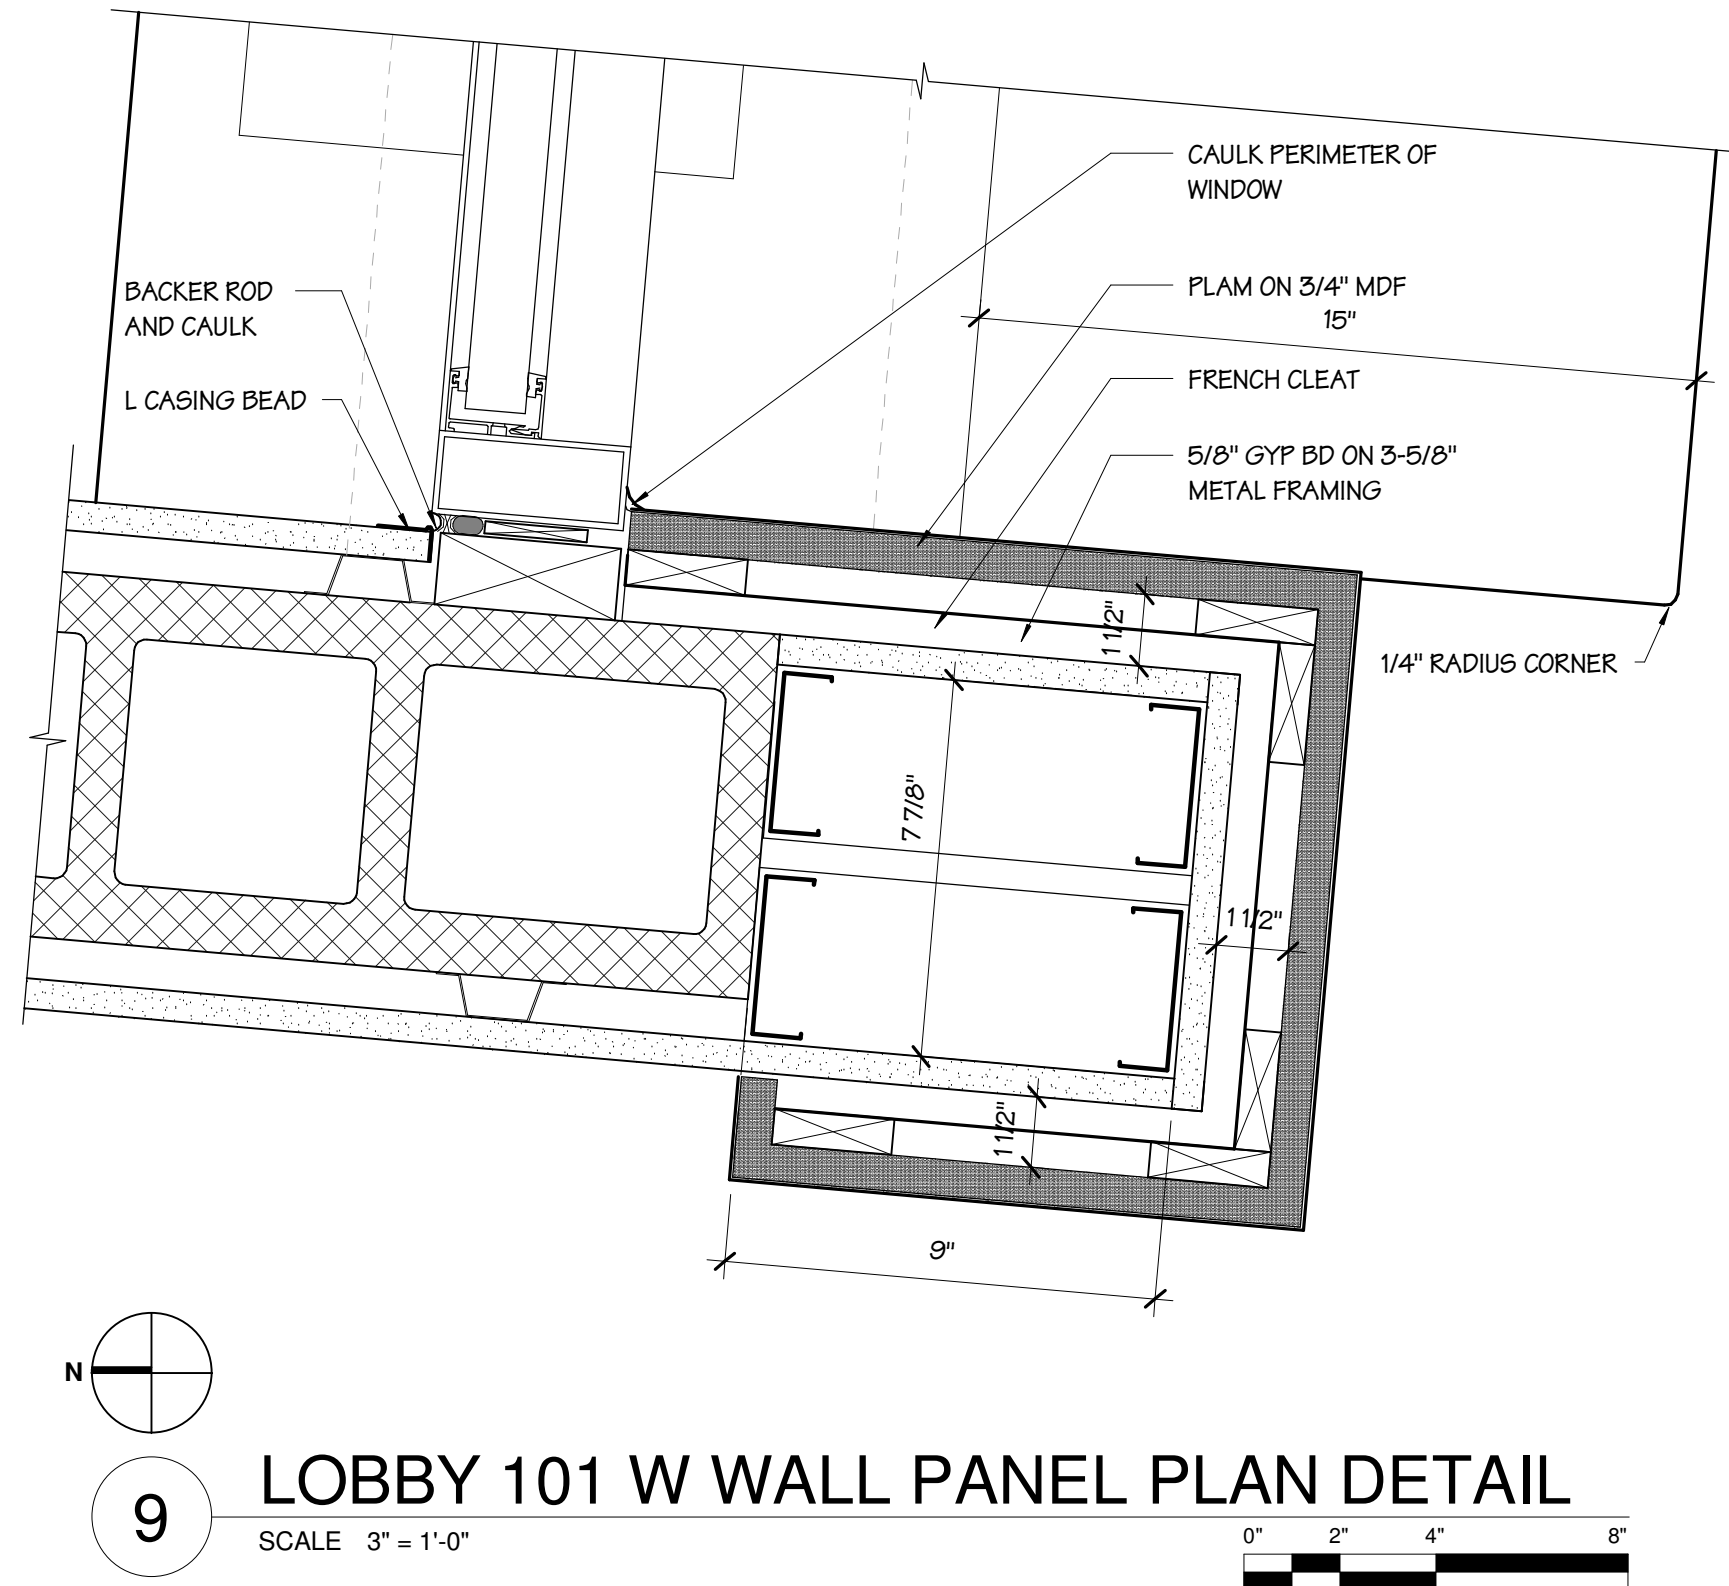 CAULK PERIMETER OF
WINDOW
BACKER ROD
AND CAULK
PLAM ON 3/4" MDF
15"
L CASING BEAD
FRENCH CLEAT
5/8" GYP BD ON 3-5/8"
METAL FRAMING
1 1/2"
1/4" RADIUS CORNER
7 7/8"
1 1/2"
1 1/2"
9"
N
9
LOBBY 101 W WALL PANEL PLAN DETAIL
SCALE 3" = 1'-0"
0" 2" 4" 8"